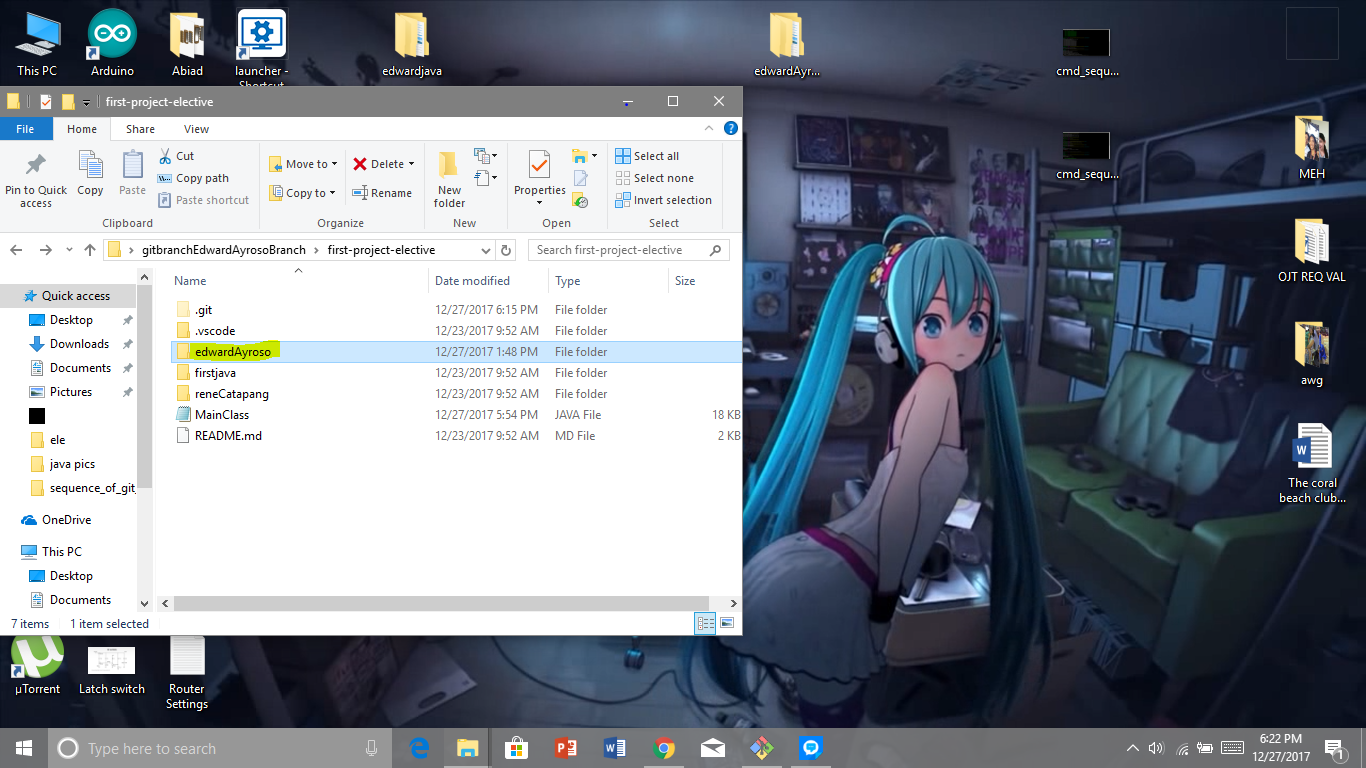 This PC
Arduino
Abiad
launcher -
Shortcut
edwardjava
edwardAyr...
cmd_sequ...
cmd_sequ...
MEH
OJT REQ VAL
awg
The coral
beach club...
first-project-elective
File
Home
Share
View
Pin to Quick
access
Copy
Paste
Cut
Copy path
Paste shortcut
Clipboard
Move to
Copy to
Delete
Rename
Organize
New
folder
New
Properties
Open
Select all
Select none
Invert selection
Select
gitbranchEdwardAyrosoBranch > first-project-elective
Search first-project-elective
Name Date modified Type Size
.git 12/27/2017 6:15 PM File folder
.vscode 12/23/2017 9:52 AM File folder
edwardAyroso 12/27/2017 1:48 PM File folder
firstjava 12/23/2017 9:52 AM File folder
reneCatapang 12/23/2017 9:52 AM File folder
MainClass 12/27/2017 5:54 PM JAVA File 18 KB
README.md 12/23/2017 9:52 AM MD File 2 KB
Quick access
Desktop
Downloads
Documents
Pictures
ele
java pics
sequence_of_git_
OneDrive
This PC
Desktop
Documents
7 items 1 item selected
µTorrent
Latch switch
Router
Settings
Type here to search
6:22 PM
12/27/2017
1